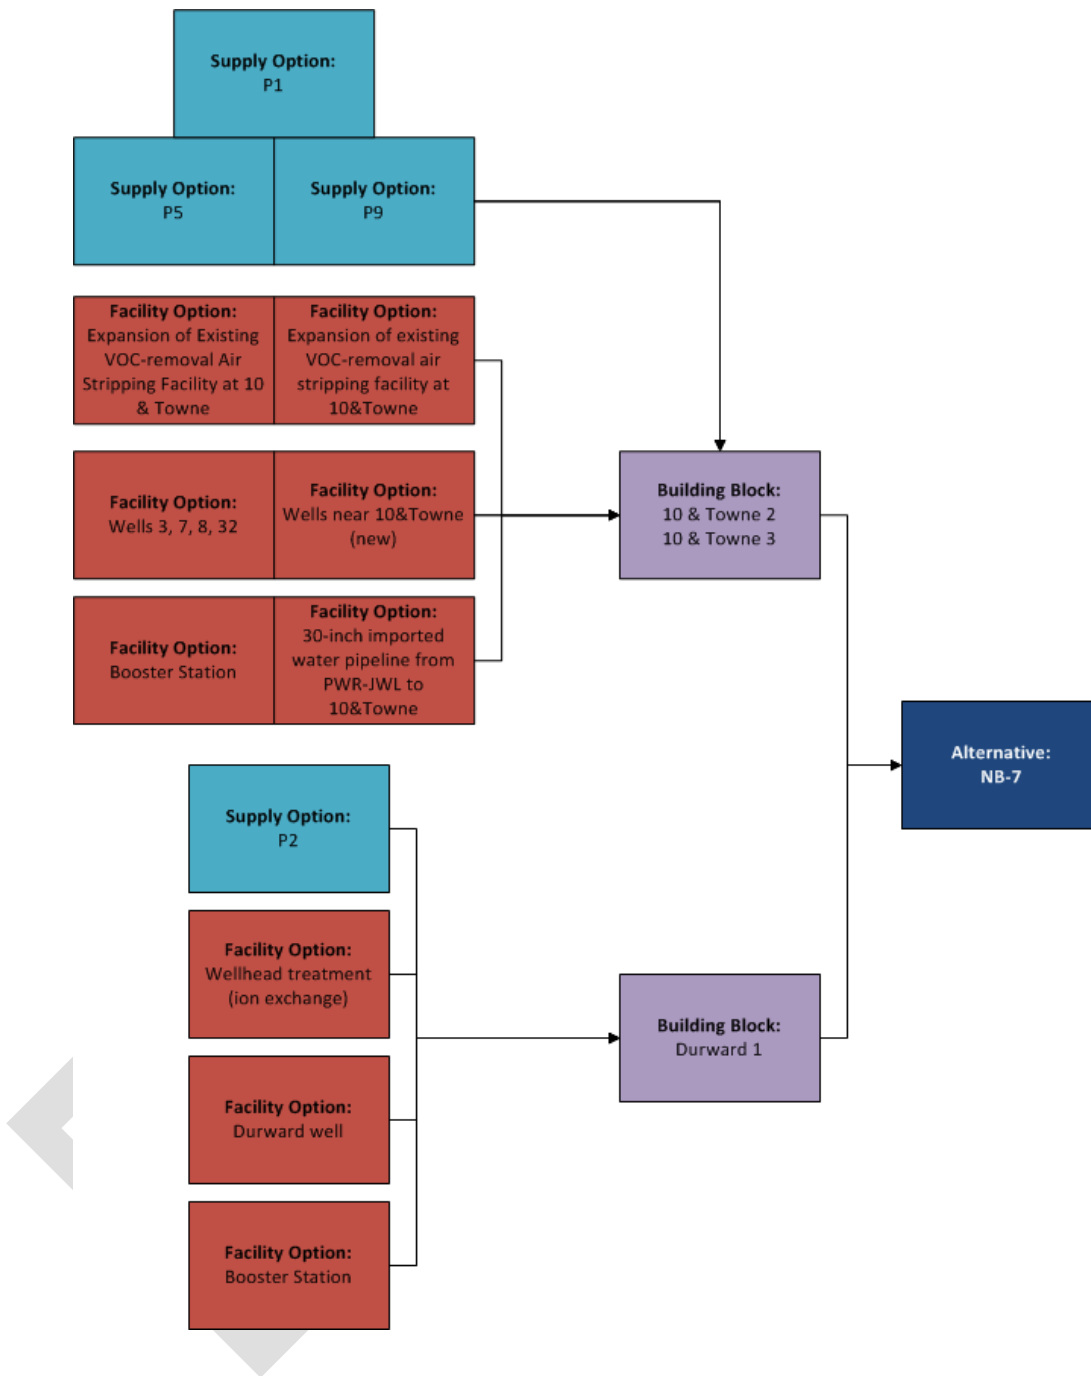 Supply Option:
P1
Supply Option:
P5
Supply Option:
P9
Facility Option:
Expansion of Existing
VOC-removal Air
Stripping Facility at 10
& Towne
Facility Option:
Expansion of existing
VOC-removal air
stripping facility at
10&Towne
Facility Option:
Wells 3, 7, 8, 32
Facility Option:
Wells near 10&Towne
(new)
Building Block:
10 & Towne 2
10 & Towne 3
Facility Option:
Booster Station
Facility Option:
30-inch imported
water pipeline from
PWR-JWL to
10&Towne
Alternative:
NB-7
Supply Option:
P2
Facility Option:
Wellhead treatment
(ion exchange)
Building Block:
Durward 1
Facility Option:
Durward well
Facility Option:
Booster Station